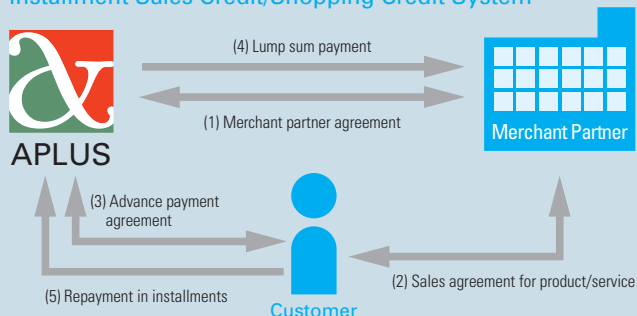 Installment Sales Credit/Shopping Credit System
(4) Lump sum payment
(1) Merchant partner agreement
&
APLUS
Merchant Partner
(3) Advance payment
agreement
(2) Sales agreement for product/service
(5) Repayment in installments
Customer